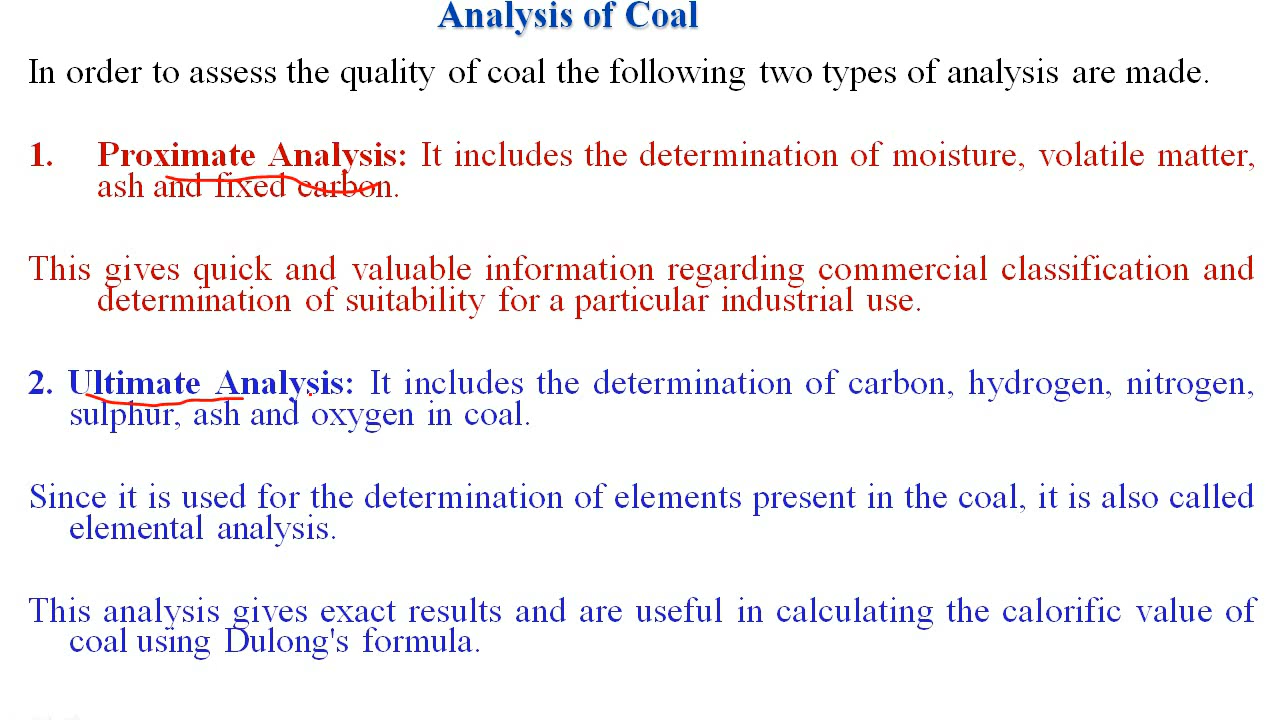 Analysis of Coal
In order to assess the quality of coal the following two types of analysis are made.
1. Proximate Analysis: It includes the determination of moisture, volatile matter,
ash and fixed carbon.
This gives quick and valuable information regarding commercial classification and
determination of suitability for a particular industrial use.
2. Ultimate Analysis: It includes the determination of carbon, hydrogen, nitrogen,
sulphur, ash and oxygen in coal.
Since it is used for the determination of elements present in the coal, it is also called
elemental analysis.
This analysis gives exact results and are useful in calculating the calorific value of
coal using Dulong's formula.